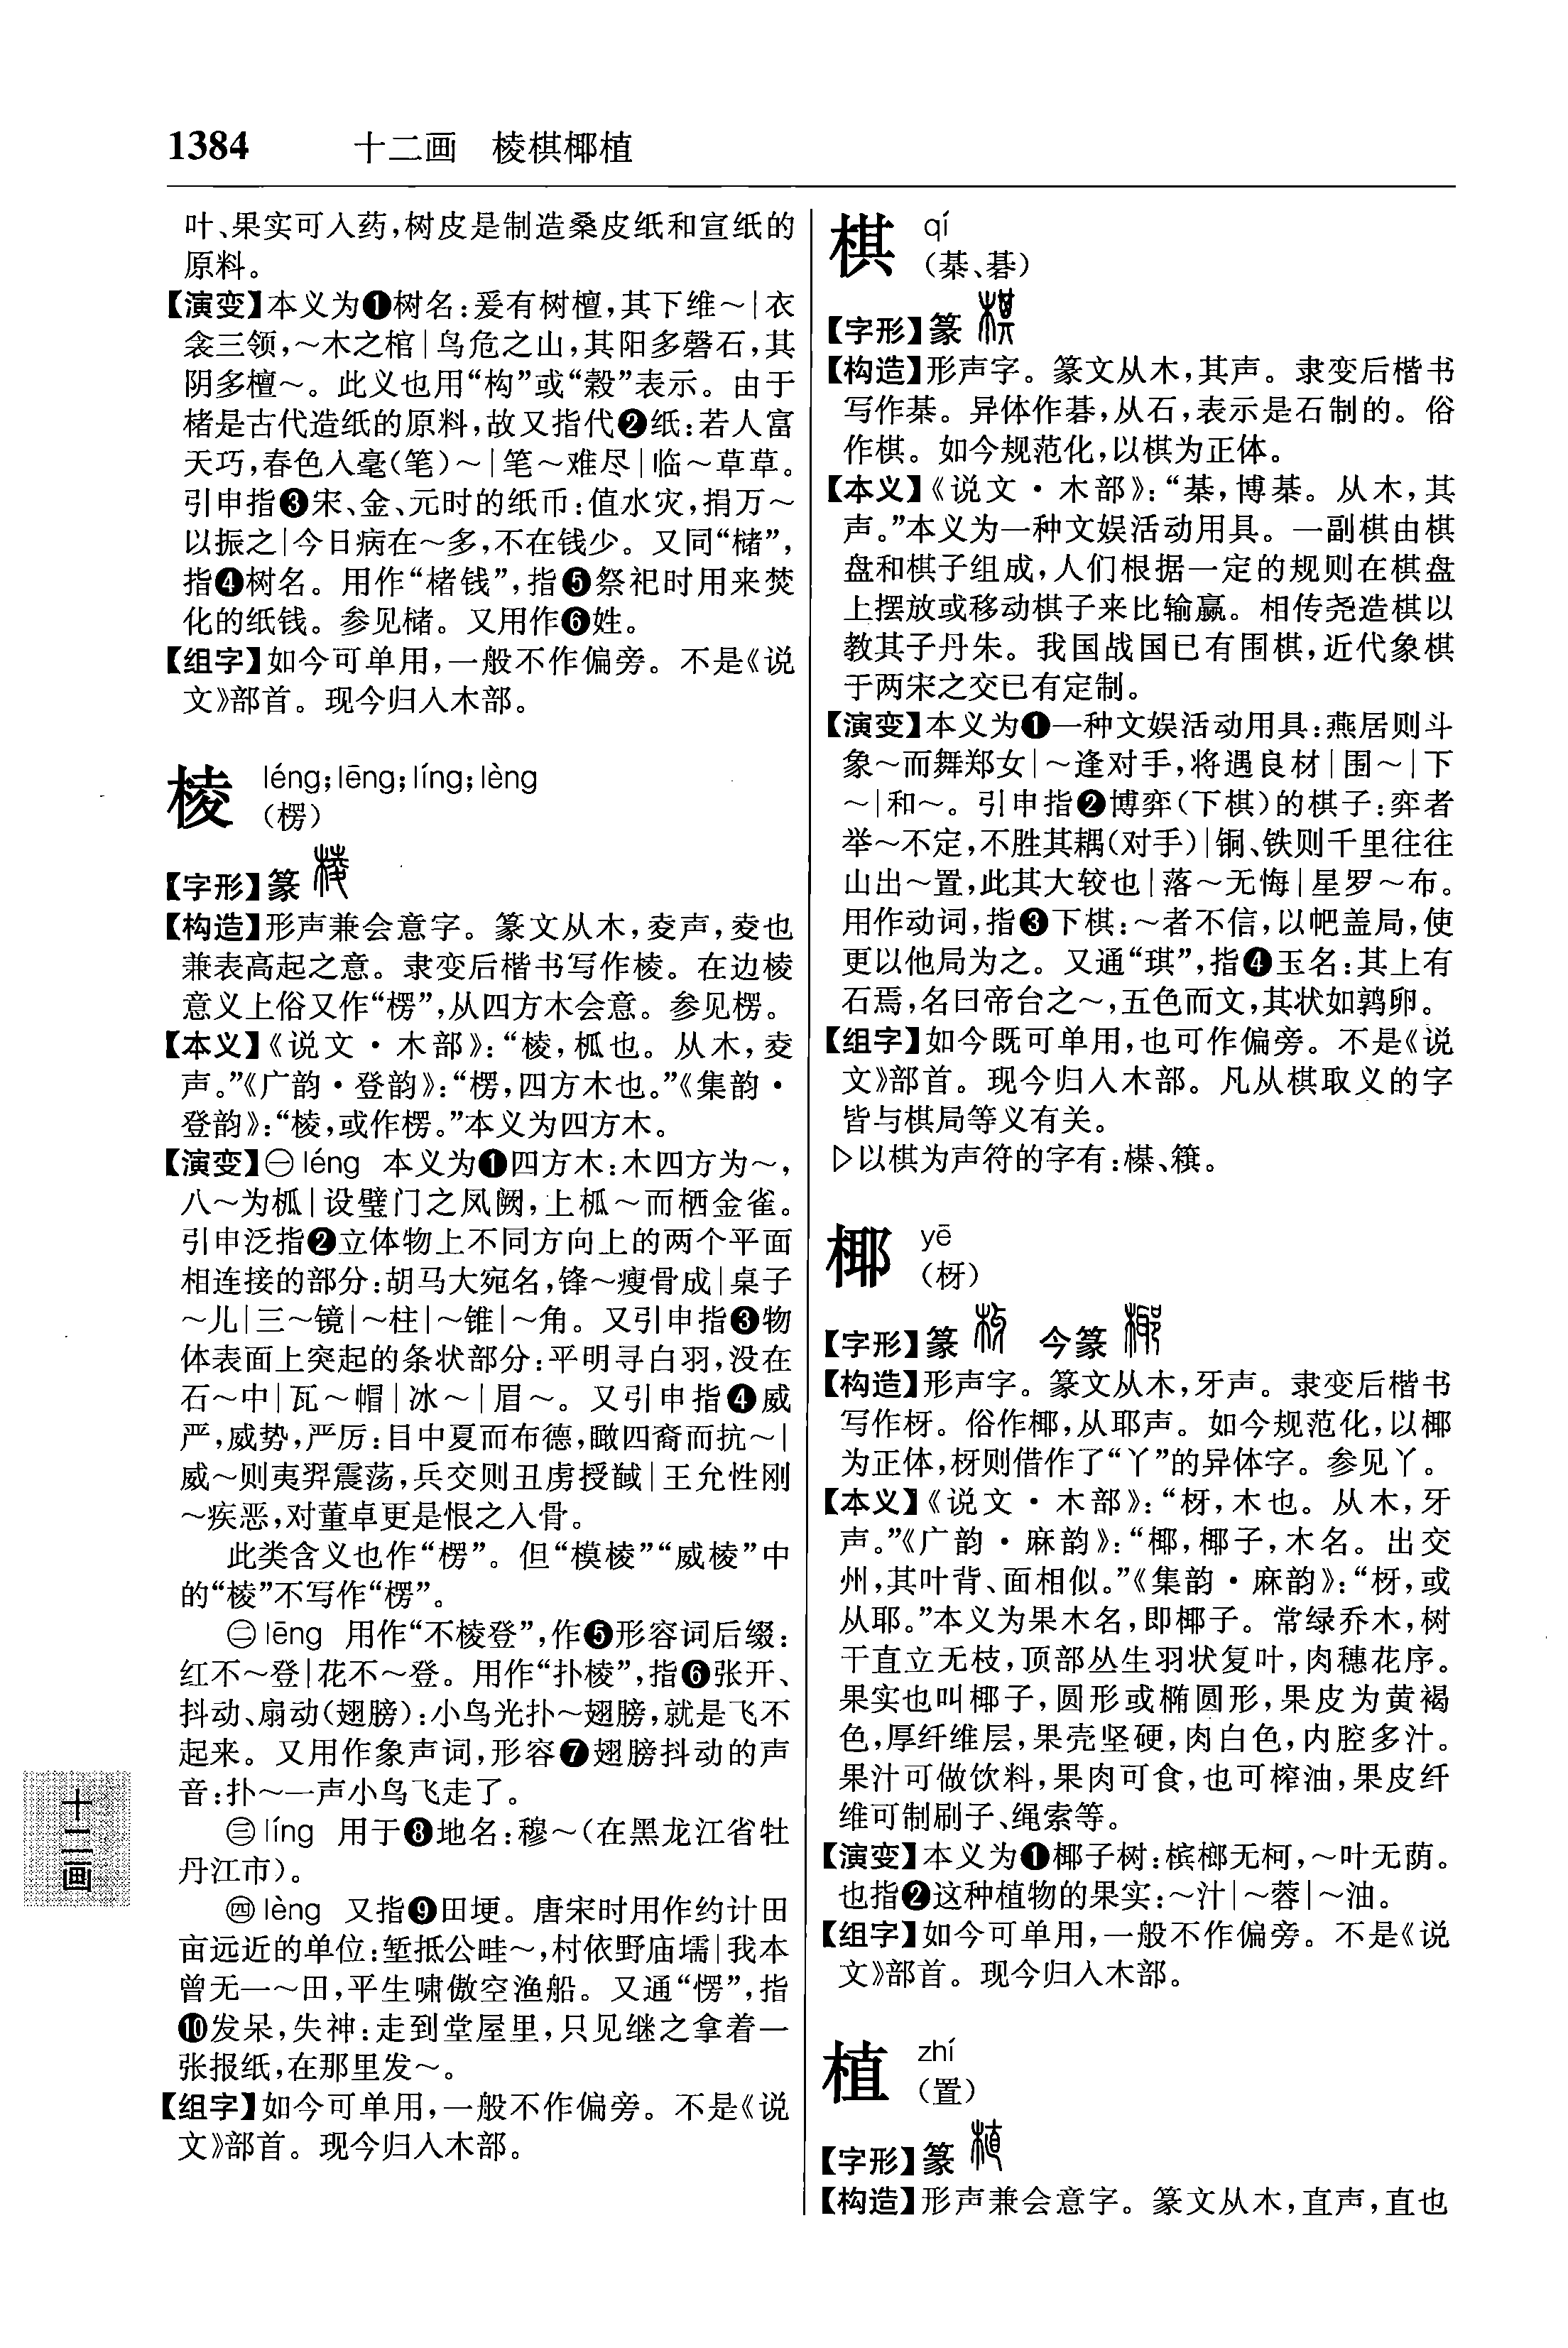 1384 十二画 棱棋椰植
叶、果实可入药,树皮是制造桑皮纸和宣纸的
原料。
【演变】本义为❶树名:爰有树檀,其下维～|衣
衾三领,～木之棺|鸟危之山,其阳多磬石,其
阴多檀～。此义也用“构”或“榖”表示。由于
楮是古代造纸的原料,故又指代❷纸:若人富
天巧,春色入毫(笔)～|笔～难尽|临～草草。
引申指❸宋、金、元时的纸币:值水灾,捐万～
以振之|今日病在～多,不在钱少。又同“槠”,
指❹树名。用作“楮钱”,指❺祭祀时用来焚
化的纸钱。参见楮。又用作❻姓。
【组字】如今可单用,一般不作偏旁。不是《说
文》部首。现今归入木部。
棱 léng;lēng;líng;lèng
(楞)
【字形】篆
【构造】形声兼会意字。篆文从木,夌声,夌也
兼表高起之意。隶变后楷书写作棱。在边棱
意义上俗又作“楞”,从四方木会意。参见楞。
【本义】《说文·木部》:“棱,柧也。从木,夌
声。”《广韵·登韵》:“楞,四方木也。”《集韵·
登韵》:“棱,或作楞。”本义为四方木。
【演变】㊀léng 本义为❶四方木:木四方为～,
八～为柧|设璧门之凤阙,上柧～而栖金雀。
引申泛指❷立体物上不同方向上的两个平面
相连接的部分:胡马大宛名,锋～瘦骨成|桌子
～儿|三～镜|～柱|～锥|～角。又引申指❸物
体表面上突起的条状部分:平明寻白羽,没在
石～中|瓦～帽|冰～|眉～。又引申指❹威
严,威势,严厉:目中夏而布德,瞰四裔而抗～|
威～则夷羿震荡,兵交则丑虏授馘|王允性刚
～疾恶,对董卓更是恨之入骨。
此类含义也作“楞”。但“模棱”“威棱”中
的“棱”不写作“楞”。
㊁lēng 用作“不棱登”,作❺形容词后缀:
红不～登|花不～登。用作“扑棱”,指❻张开、
抖动、扇动(翅膀):小鸟光扑～翅膀,就是飞不
起来。又用作象声词,形容❼翅膀抖动的声
音:扑～一声小鸟飞走了。
㊂líng 用于❽地名:穆～(在黑龙江省牡
丹江市)。
㊃lèng 又指❾田埂。唐宋时用作约计田
亩远近的单位:堑抵公畦～,村依野庙壖|我本
曾无一～田,平生啸傲空渔船。又通“愣”,指
❿发呆,失神:走到堂屋里,只见继之拿着一
张报纸,在那里发～。
【组字】如今可单用,一般不作偏旁。不是《说
文》部首。现今归入木部。
棋 qí
(棊、碁)
【字形】篆
【构造】形声字。篆文从木,其声。隶变后楷书
写作棊。异体作碁,从石,表示是石制的。俗
作棋。如今规范化,以棋为正体。
【本义】《说文·木部》:“棊,博棊。从木,其
声。”本义为一种文娱活动用具。一副棋由棋
盘和棋子组成,人们根据一定的规则在棋盘
上摆放或移动棋子来比输赢。相传尧造棋以
教其子丹朱。我国战国已有围棋,近代象棋
于两宋之交已有定制。
【演变】本义为❶一种文娱活动用具:燕居则斗
象～而舞郑女|～逢对手,将遇良材|围～|下
～|和～。引申指❷博弈(下棋)的棋子:弈者
举～不定,不胜其耦(对手)|铜、铁则千里往往
山出～置,此其大较也|落～无悔|星罗～布。
用作动词,指❸下棋:～者不信,以帊盖局,使
更以他局为之。又通“琪”,指❹玉名:其上有
石焉,名曰帝台之～,五色而文,其状如鹑卵。
【组字】如今既可单用,也可作偏旁。不是《说
文》部首。现今归入木部。凡从棋取义的字
皆与棋局等义有关。
▷以棋为声符的字有:櫀、簯。
椰 yē
(枒)
【字形】篆 今篆
【构造】形声字。篆文从木,牙声。隶变后楷书
写作枒。俗作椰,从耶声。如今规范化,以椰
为正体,枒则借作了“丫”的异体字。参见丫。
【本义】《说文·木部》:“枒,木也。从木,牙
声。”《广韵·麻韵》:“椰,椰子,木名。出交
州,其叶背、面相似。”《集韵·麻韵》:“枒,或
从耶。”本义为果木名,即椰子。常绿乔木,树
干直立无枝,顶部丛生羽状复叶,肉穗花序。
果实也叫椰子,圆形或椭圆形,果皮为黄褐
色,厚纤维层,果壳坚硬,肉白色,内腔多汁。
果汁可做饮料,果肉可食,也可榨油,果皮纤
维可制刷子、绳索等。
【演变】本义为❶椰子树:槟榔无柯,～叶无荫。
也指❷这种植物的果实:～汁|～蓉|～油。
【组字】如今可单用,一般不作偏旁。不是《说
文》部首。现今归入木部。
植 zhí
(置)
【字形】篆
【构造】形声兼会意字。篆文从木,直声,直也
十二画